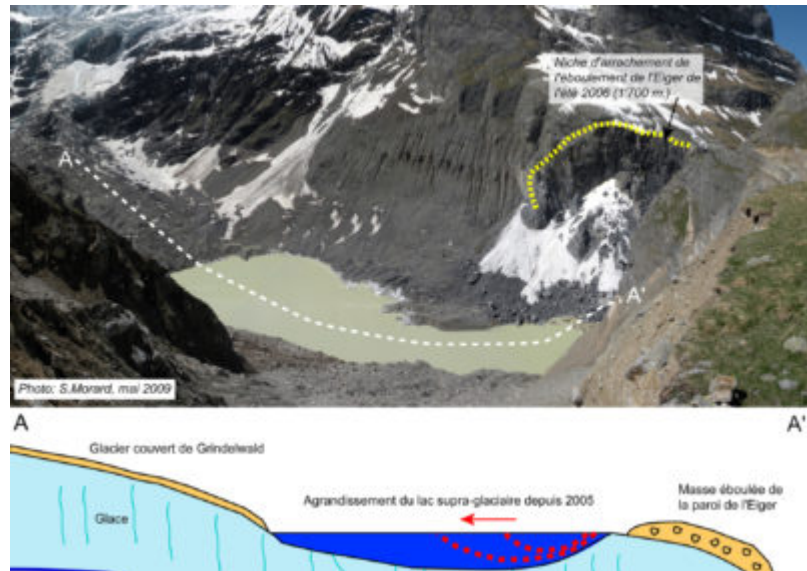 Niche d'arrachement de
l'éboulement de l'Eiger de
l'été 2006 (1'700 m.)
A
A'
Photo: S.Morard, mai 2009
A
A'
Glacier couvert de Grindelwald
Agrandissement du lac supra-glaciaire depuis 2005
Masse éboulée de
la paroi de l'Eiger
Glace